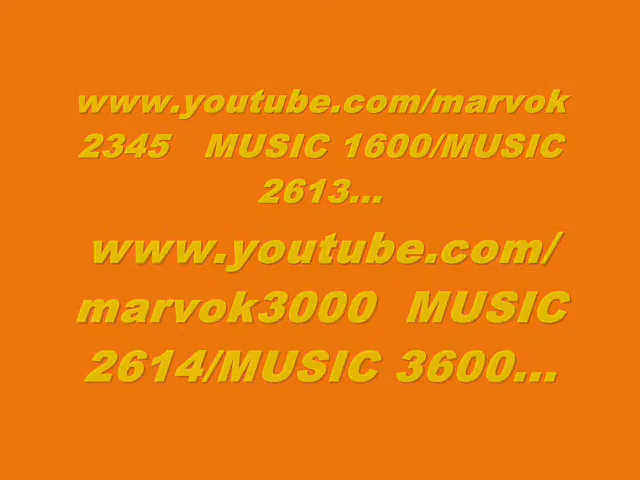 www.youtube.com/marvok
2345 MUSIC 1600/MUSIC
2613...
www.youtube.com/
marvok3000 MUSIC
2614/MUSIC 3600...